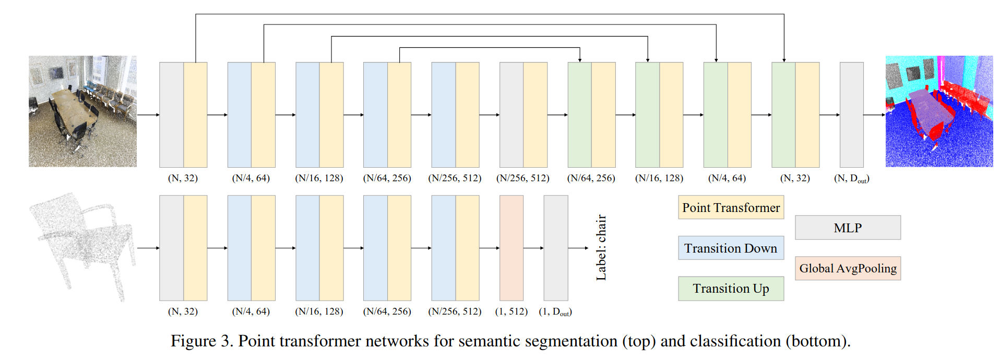 (N, 32) (N/4, 64) (N/16, 128) (N/64, 256) (N/256, 512) (N/256, 512) (N/64, 256) (N/16, 128) (N/4, 64) (N, 32) (N, Dout)
Point Transformer
MLP
Transition Down
Global AvgPooling
Transition Up
Label: chair
(N, 32) (N/4, 64) (N/16, 128) (N/64, 256) (N/256, 512) (1, 512) (1, Dout)
Figure 3. Point transformer networks for semantic segmentation (top) and classification (bottom).